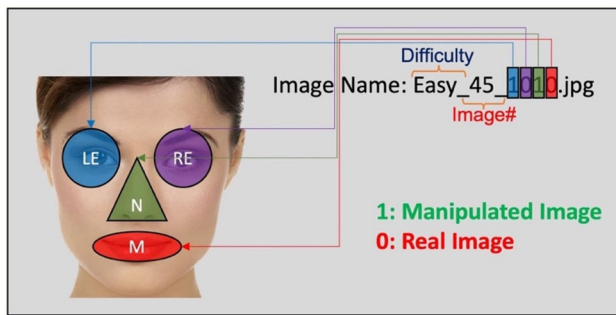 Difficulty
Image Name: Easy_45_1010.jpg
Image#
LE
RE
N
M
1: Manipulated Image
0: Real Image